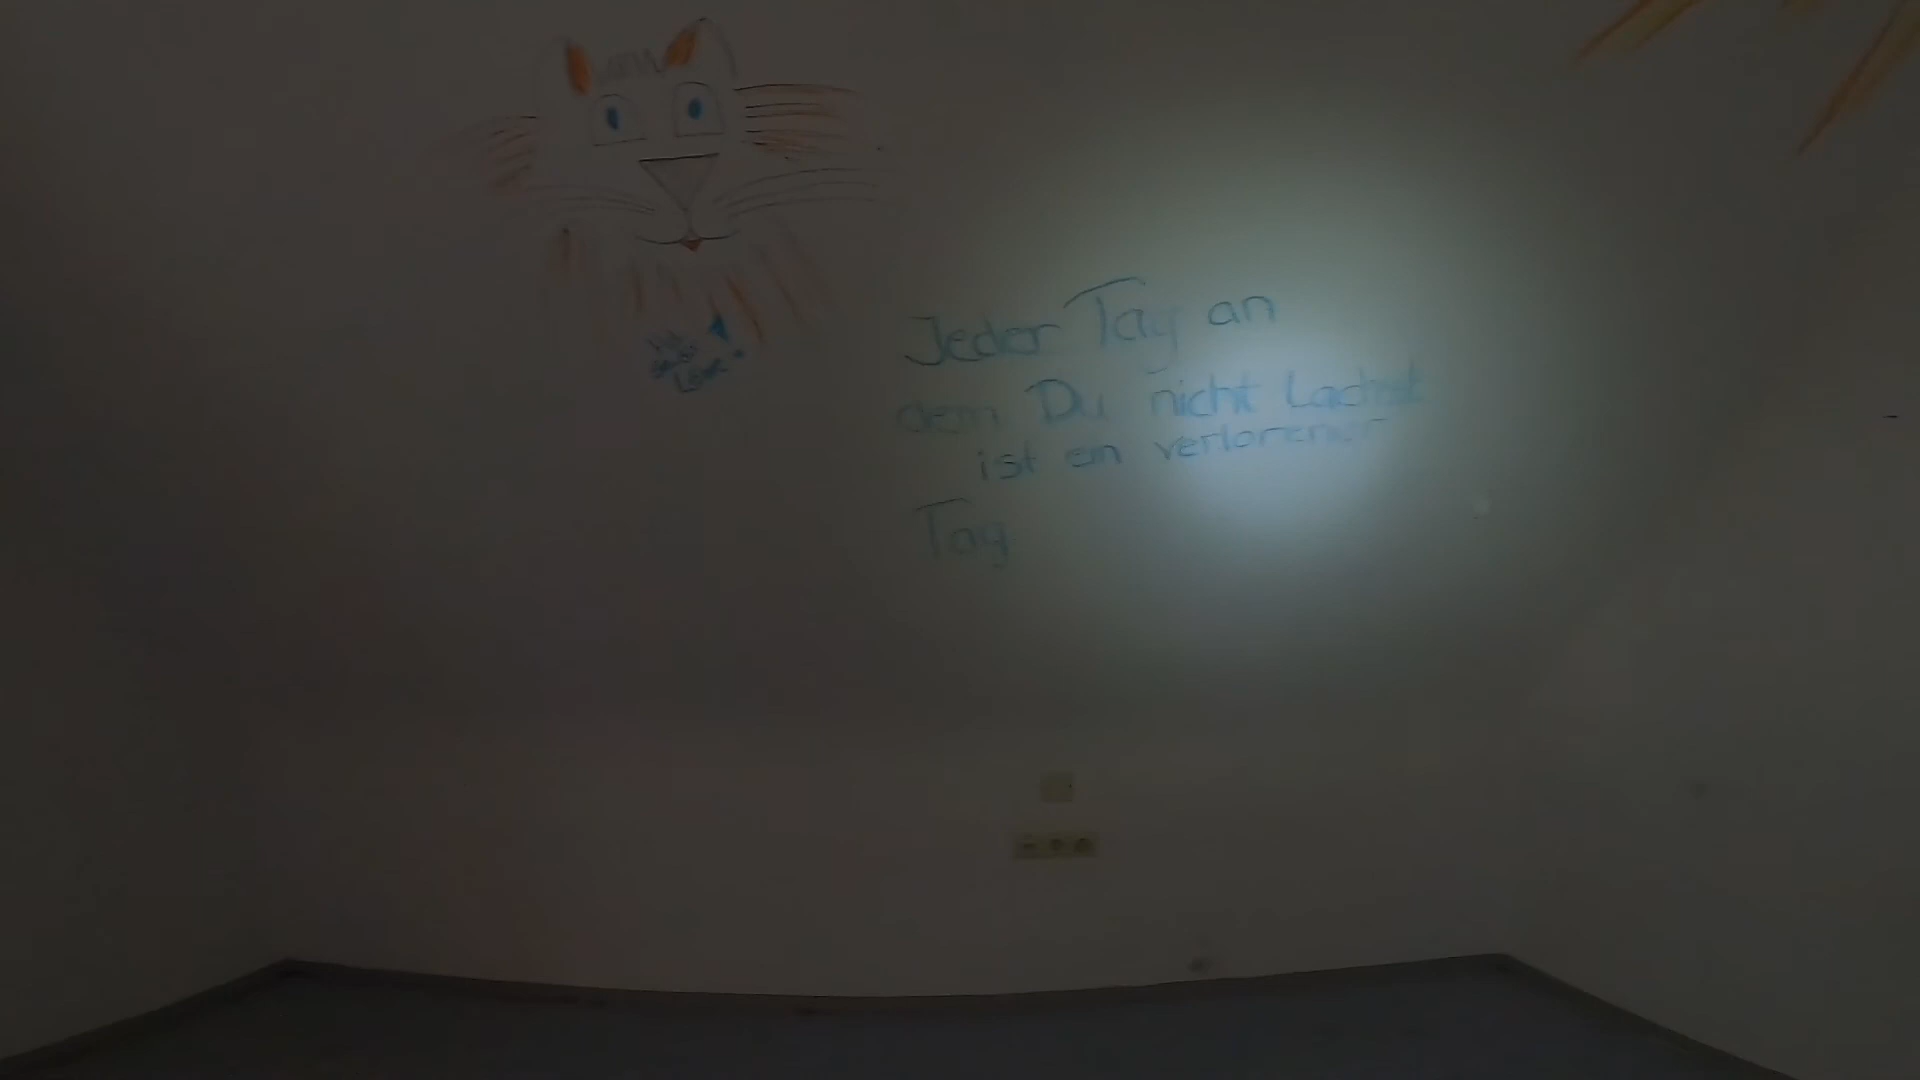 Jeder Tag an
dem Du nicht Lachst
ist ein verlorener
Tag